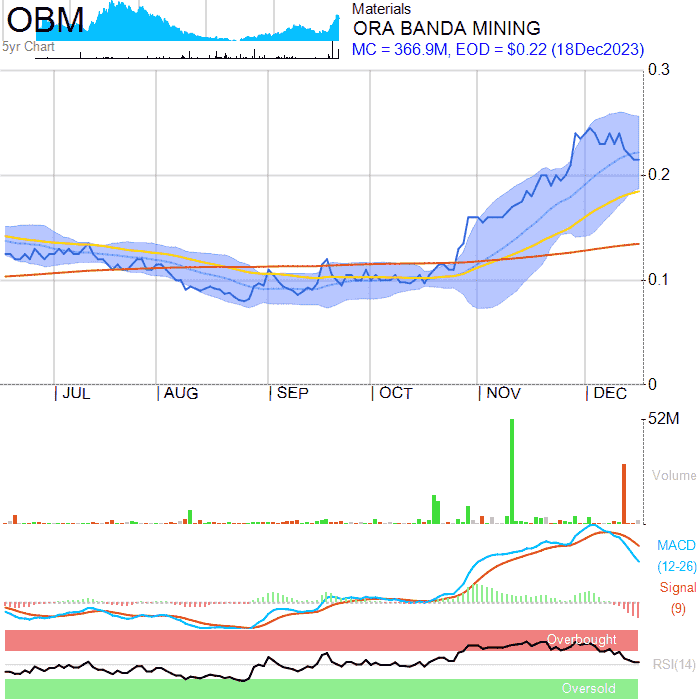 OBM
5yr Chart
Materials
ORA BANDA MINING
MC = 366.9M, EOD = $0.22 (18Dec2023)
0.3
0.2
0.1
0
JUL AUG SEP OCT NOV DEC
52M
Volume
MACD
(12-26)
Signal
(9)
Overbought
RSI(14)
Oversold